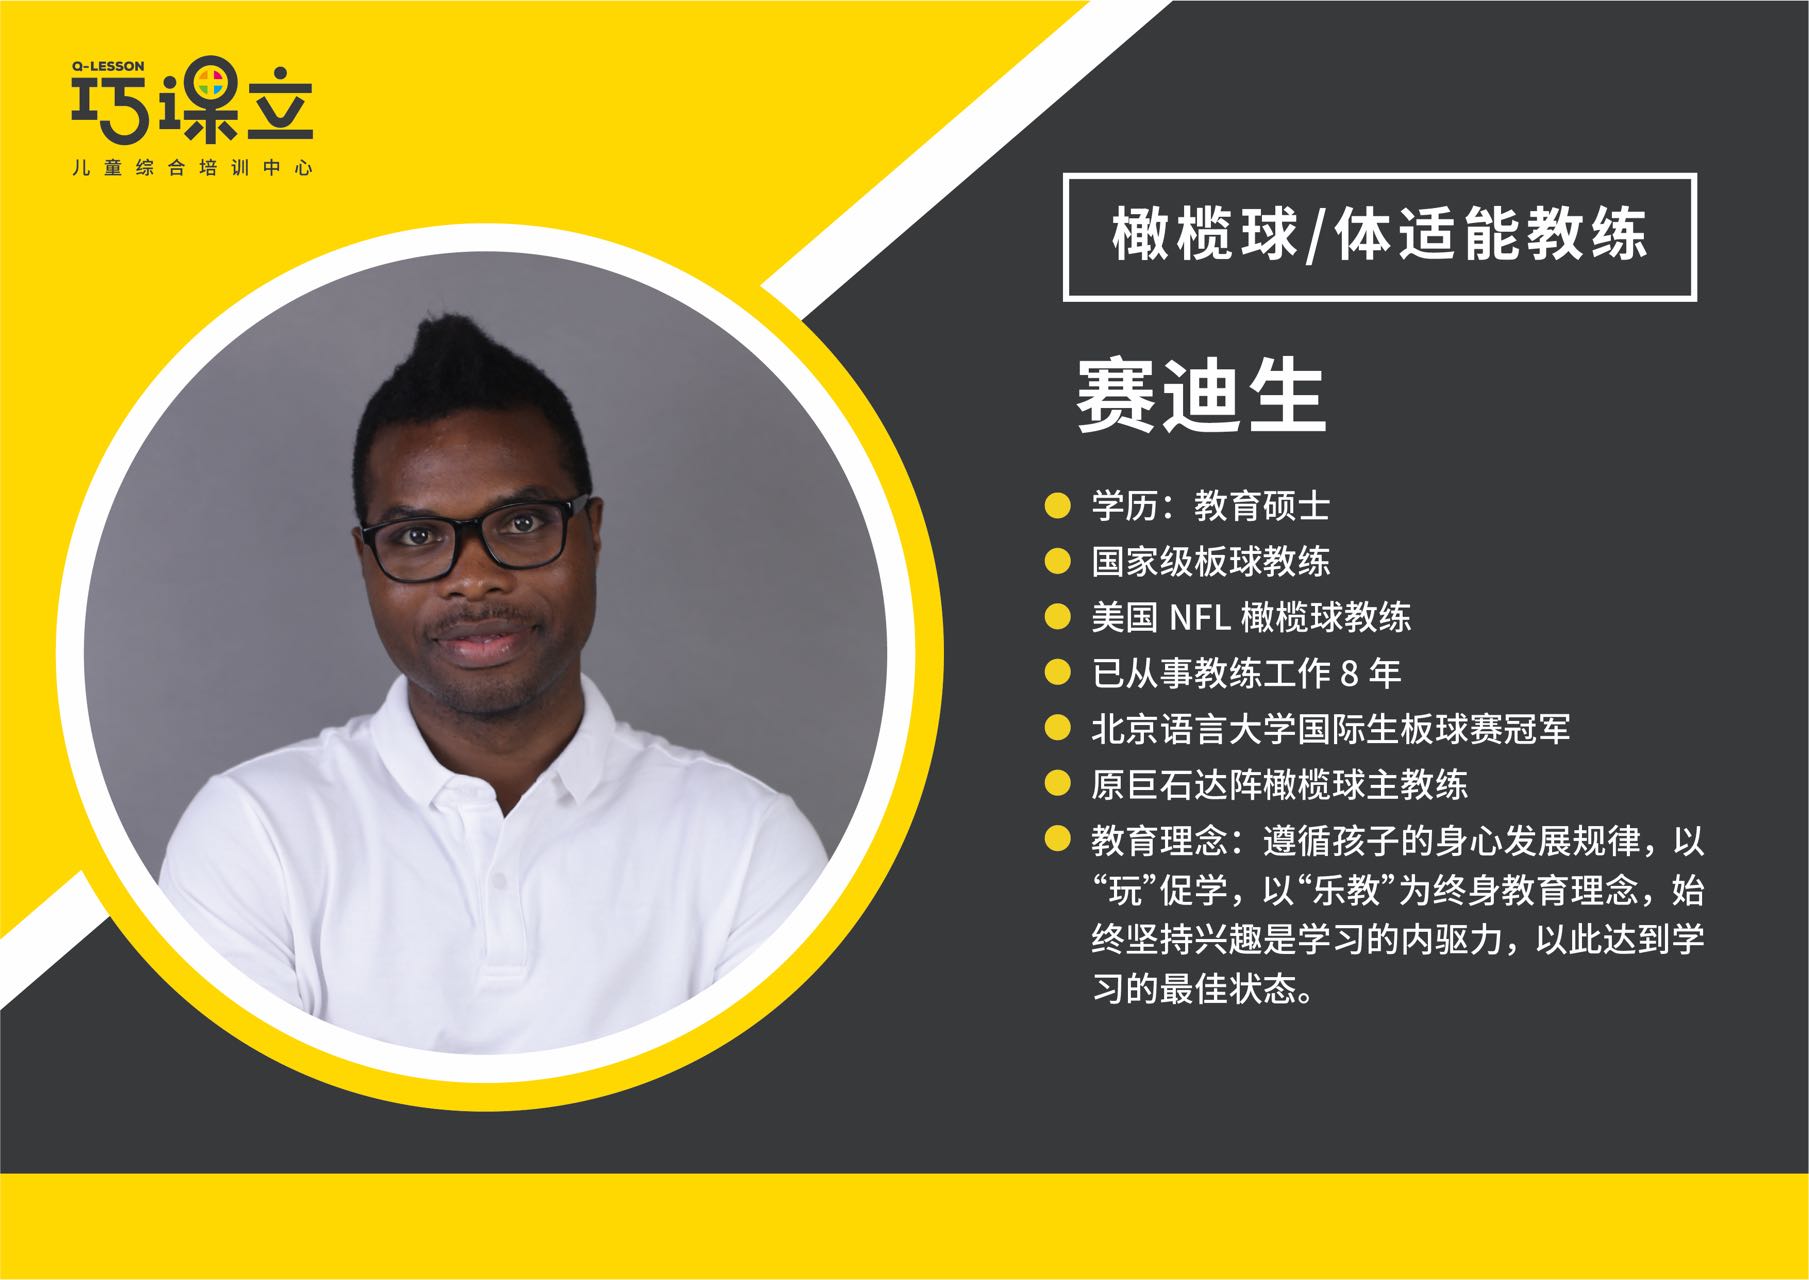 Q-LESSON
巧课立
儿童综合培训中心
橄榄球/体适能教练
赛迪生
学历：教育硕士
国家级板球教练
美国 NFL 橄榄球教练
已从事教练工作 8 年
北京语言大学国际生板球赛冠军
原巨石达阵橄榄球主教练
教育理念：遵循孩子的身心发展规律，以
“玩”促学，以“乐教”为终身教育理念，始
终坚持兴趣是学习的内驱力，以此达到学
习的最佳状态。